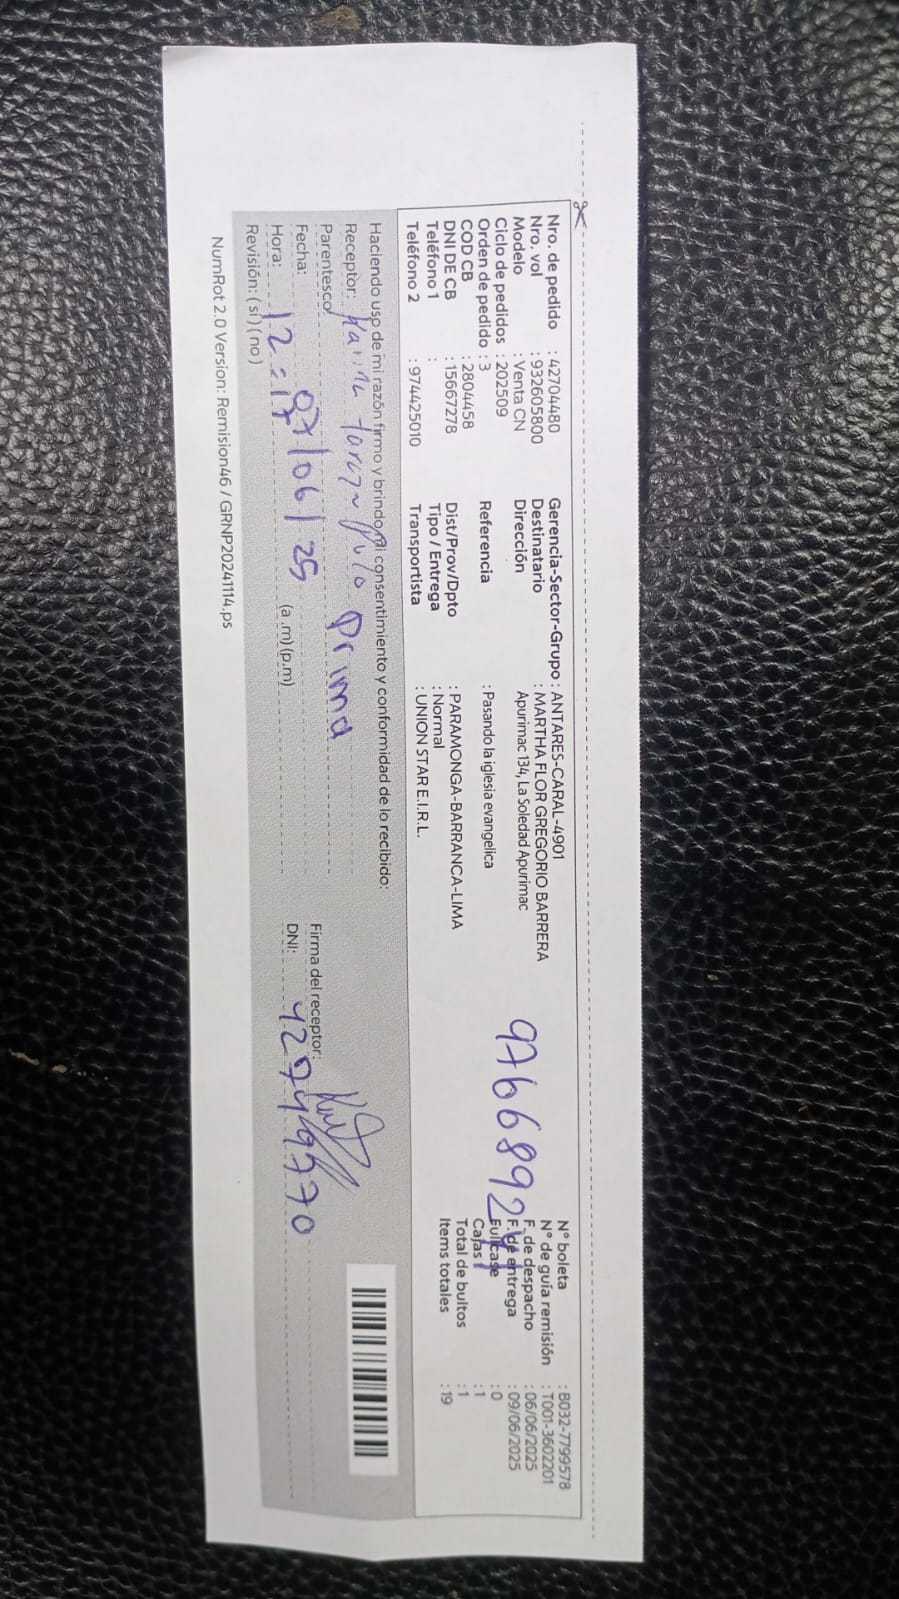 Nro. de pedido : 42704480
Nro. vol : 932605800
Modelo : Venta CN
Ciclo de pedidos : 202509
Orden de pedido : 3
COD CB : 2804458
DNI DE CB : 15667278
Teléfono 1 :
Teléfono 2 : 974425010
Gerencia-Sector-Grupo : ANTARES-CARAL-4901
Destinatario : MARTHA FLOR GREGORIO BARRERA
Dirección Apurimac 134, La Soledad Apurimac
Referencia : Pasando la iglesia evangelica
Dist/Prov/Dpto : PARAMONGA-BARRANCA-LIMA
Tipo / Entrega : Normal
Transportista : UNION STAR E.I.R.L.
976689241
N° boleta : B032-7799578
N° de guía remisión : T001-3602201
F. de despacho : 06/06/2025
F. de entrega : 09/06/2025
Fullcase : 0
Cajas : 1
Total de bultos : 1
Items totales : 19
Haciendo uso de mi razón firmo y brindo mi consentimiento y conformidad de lo recibido:
Receptor:
Parentesco prima
Fecha: 07/06/25
Hora: 12:17 (a.m) (p.m)
Revisión: ( sí ) ( no )
Firma del receptor:
DNI: 42749770
NumRot 2.0 Version: Remision46 / GRNP20241114.ps